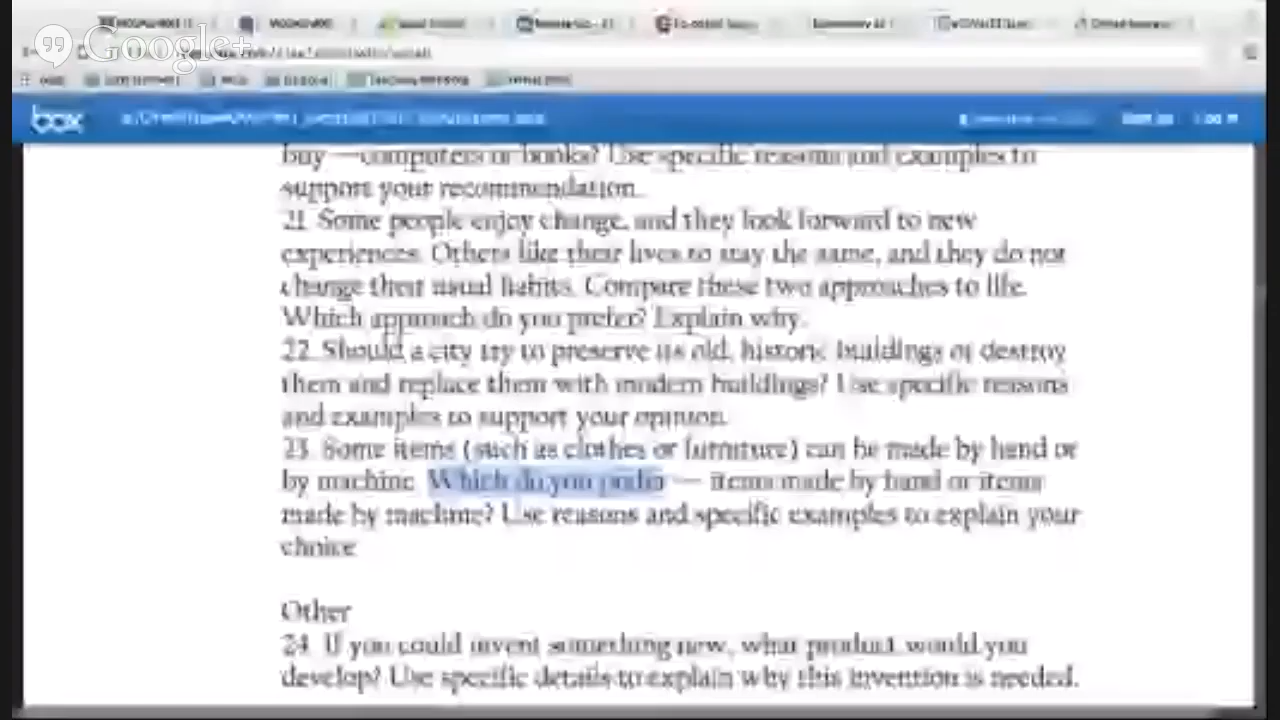 Google+
box
buy —computers or books? Use specific reasons and examples to
support your recommendation.
21. Some people enjoy change, and they look forward to new
experiences. Others like their lives to stay the same, and they do not
change their usual habits. Compare these two approaches to life.
Which approach do you prefer? Explain why.
22. Should a city try to preserve its old, historic buildings or destroy
them and replace them with modern buildings? Use specific reasons
and examples to support your opinion.
23. Some items (such as clothes or furniture) can be made by hand or
by machine. Which do you prefer — items made by hand or items
made by machine? Use reasons and specific examples to explain your
choice.
Other
24. If you could invent something new, what product would you
develop? Use specific details to explain why this invention is needed.